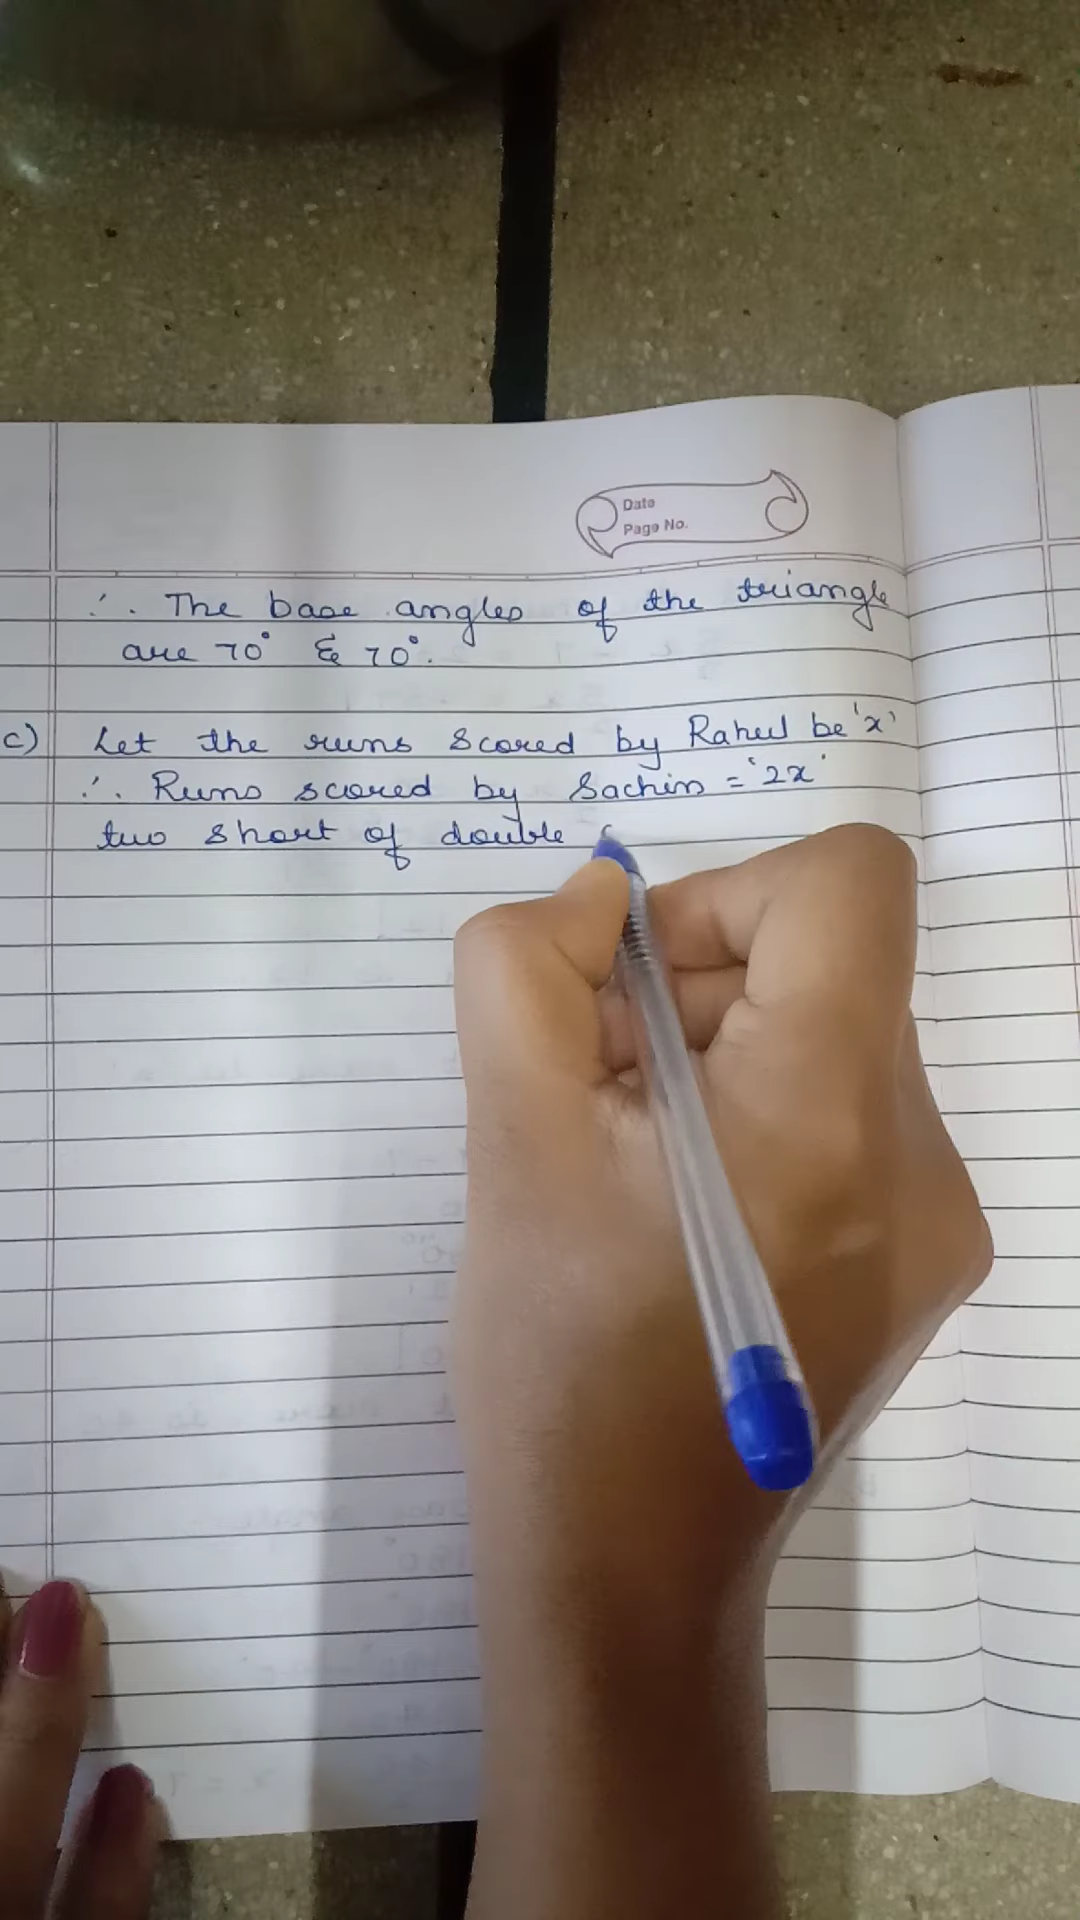 Date
Page No.
∴ The base angles of the triangle
are 70° & 70°.
c) Let the runs scored by Rahul be 'x'
∴ Runs scored by Sachin = '2x'
two short of double